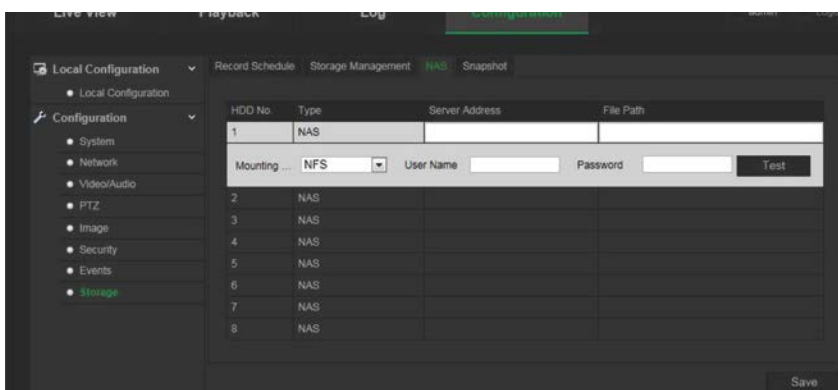 Live View Playback Log Configuration admin
Local Configuration Record Schedule Storage Management NAS Snapshot
Local Configuration
Configuration
System
Network
Video/Audio
PTZ
Image
Security
Events
Storage
HDD No. Type Server Address File Path
1 NAS
Mounting ... NFS User Name Password Test
2 NAS
3 NAS
4 NAS
5 NAS
6 NAS
7 NAS
8 NAS
Save